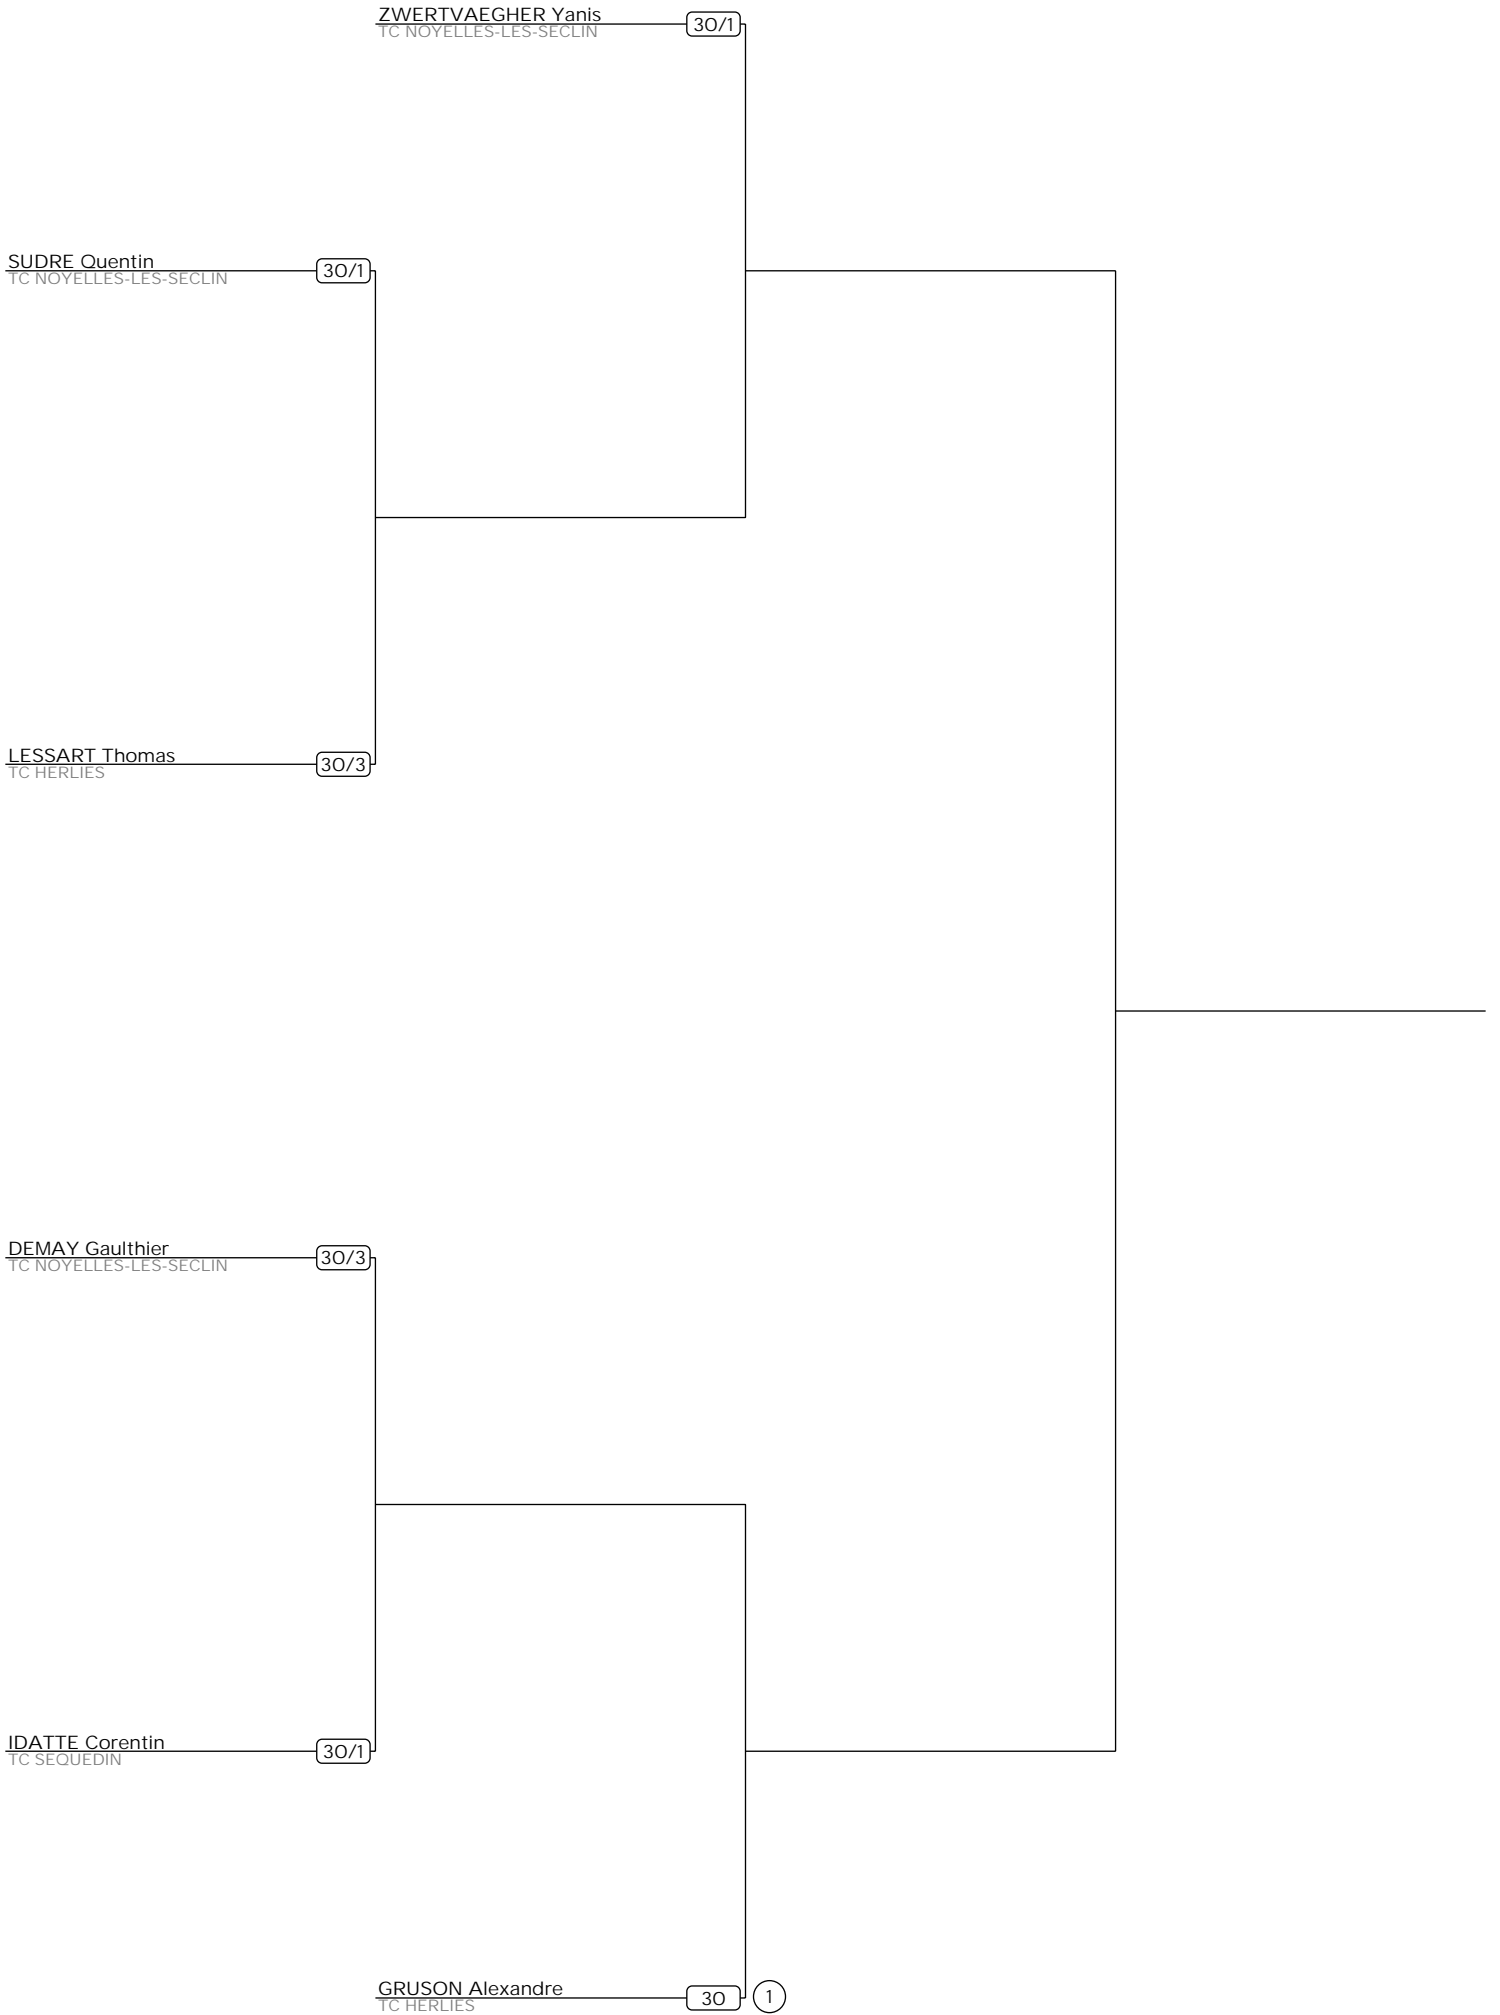 ZWERTVAEGHER Yanis
30/1
TC NOYELLES-LES-SECLIN
SUDRE Quentin
30/1
TC NOYELLES-LES-SECLIN
LESSART Thomas
30/3
TC HERLIES
DEMAY Gaulthier
30/3
TC NOYELLES-LES-SECLIN
IDATTE Corentin
30/1
TC SEQUEDIN
GRUSON Alexandre
30
1
TC HERLIES